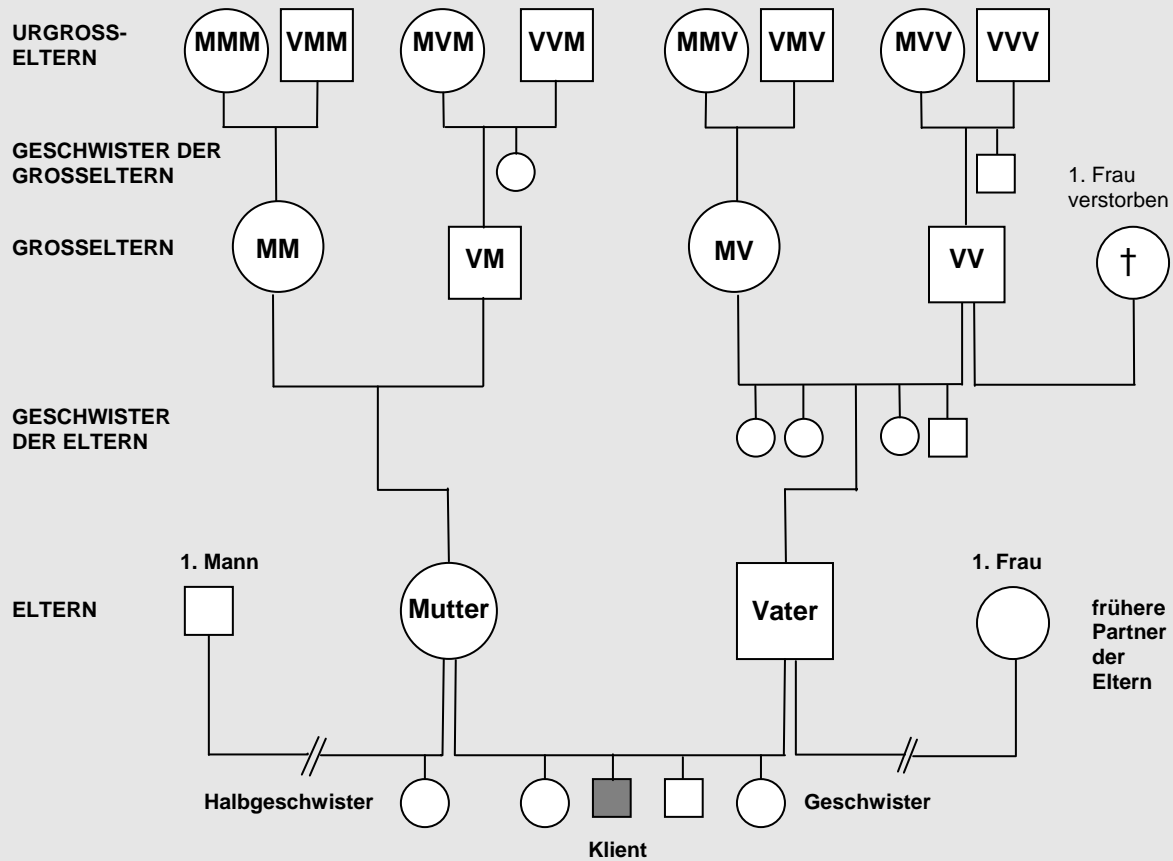 URGROSS-
ELTERN
MMM VMM MVM VVM MMV VMV MVV VVV
GESCHWISTER DER
GROSSELTERN
1. Frau
verstorben
GROSSELTERN
MM VM MV VV †
GESCHWISTER
DER ELTERN
1. Mann
1. Frau
ELTERN
Mutter Vater
frühere
Partner
der
Eltern
Halbgeschwister
Geschwister
Klient